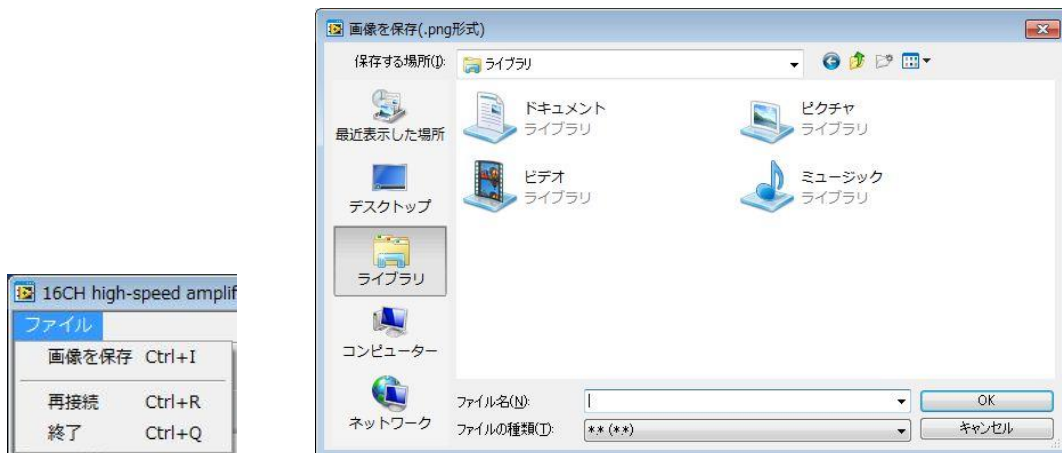 16CH high-speed amplif
ファイル
画像を保存 Ctrl+I
再接続 Ctrl+R
終了 Ctrl+Q
画像を保存(.png形式)
保存する場所(I):
ライブラリ
最近表示した場所
デスクトップ
ライブラリ
コンピューター
ネットワーク
ドキュメント
ライブラリ
ピクチャ
ライブラリ
ビデオ
ライブラリ
ミュージック
ライブラリ
ファイル名(N):
OK
ファイルの種類(T):
*.* (*.*)
キャンセル